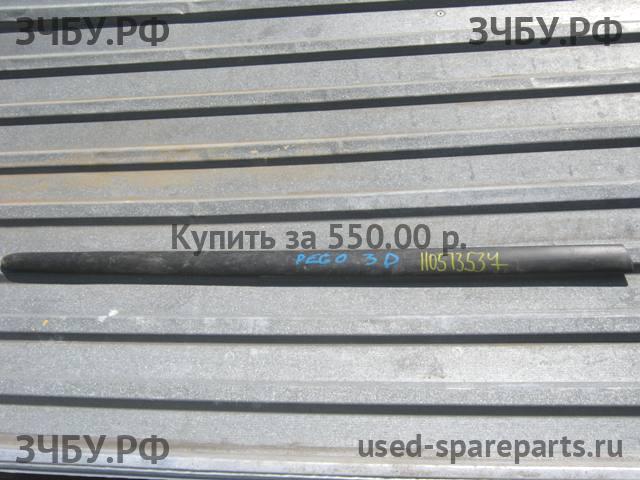 ЗЧБУ.РФ ЗЧБУ.РФ
Купить за 550,00 р.
PEGO 3D 110513537
ЗЧБУ.РФ used-spareparts.ru